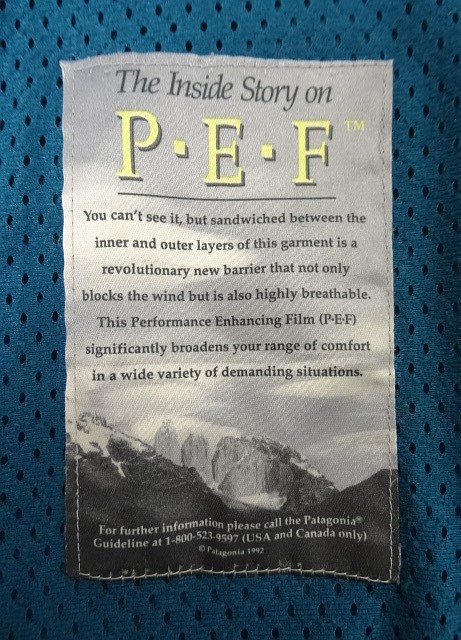 The Inside Story on
P·E·F™
You can't see it, but sandwiched between the
inner and outer layers of this garment is a
revolutionary new barrier that not only
blocks the wind but is also highly breathable.
This Performance Enhancing Film (P·E·F)
significantly broadens your range of comfort
in a wide variety of demanding situations.
For further information please call the Patagonia®
Guideline at 1-800-523-9597 (USA and Canada only)
© Patagonia 1992